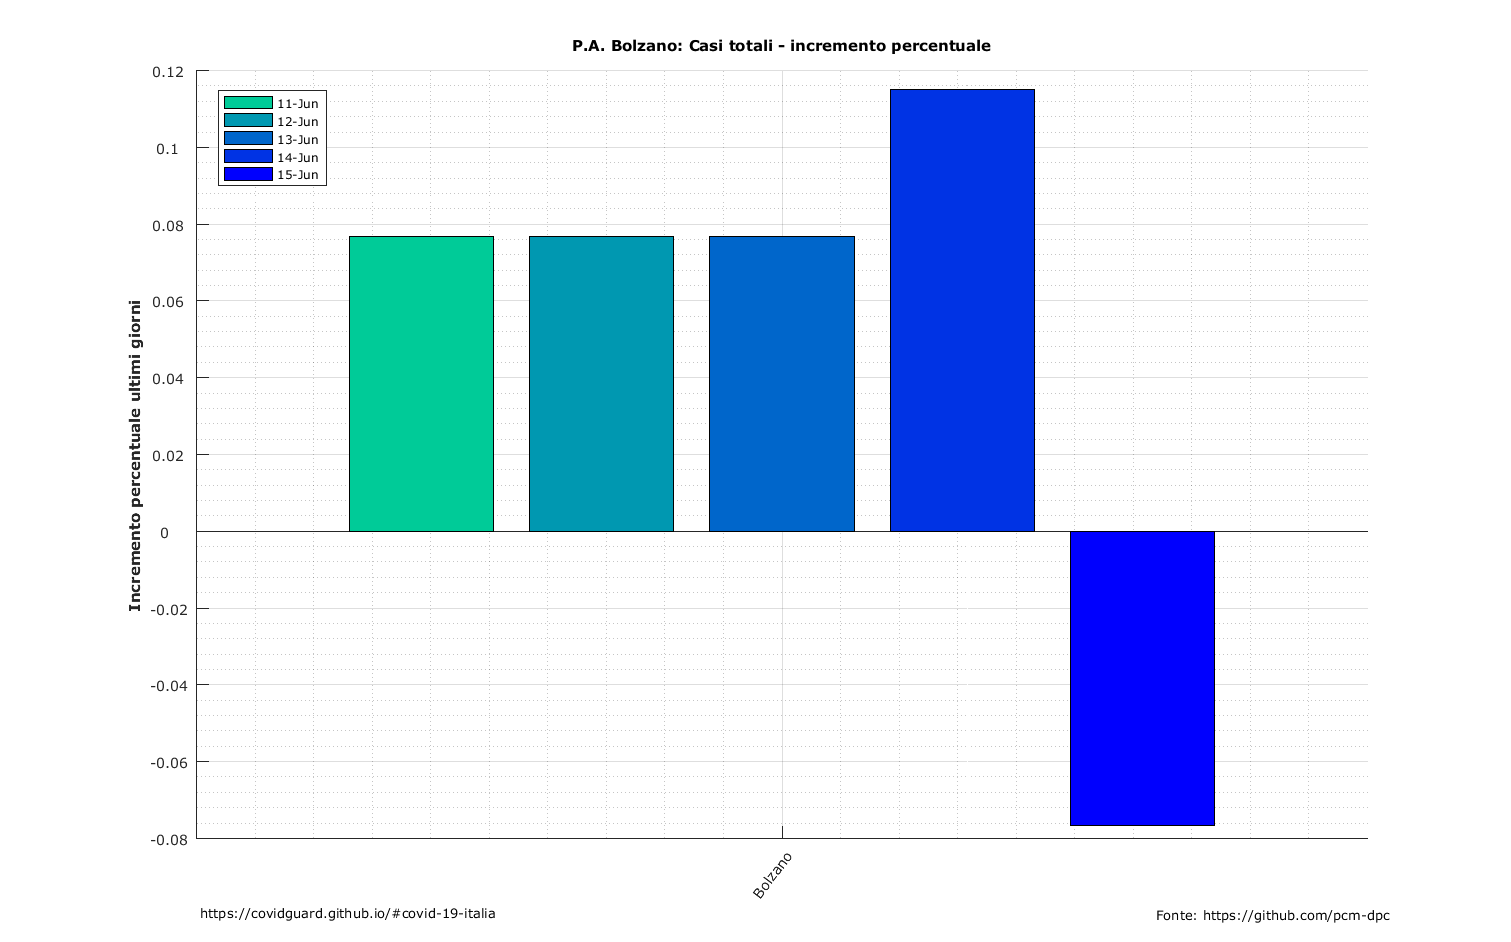 P.A. Bolzano: Casi totali - incremento percentuale
0.12
0.1
0.08
0.06
0.04
0.02
0
-0.02
-0.04
-0.06
-0.08
11-Jun
12-Jun
13-Jun
14-Jun
15-Jun
Incremento percentuale ultimi giorni
Bolzano
https://covidguard.github.io/#covid-19-italia
Fonte: https://github.com/pcm-dpc